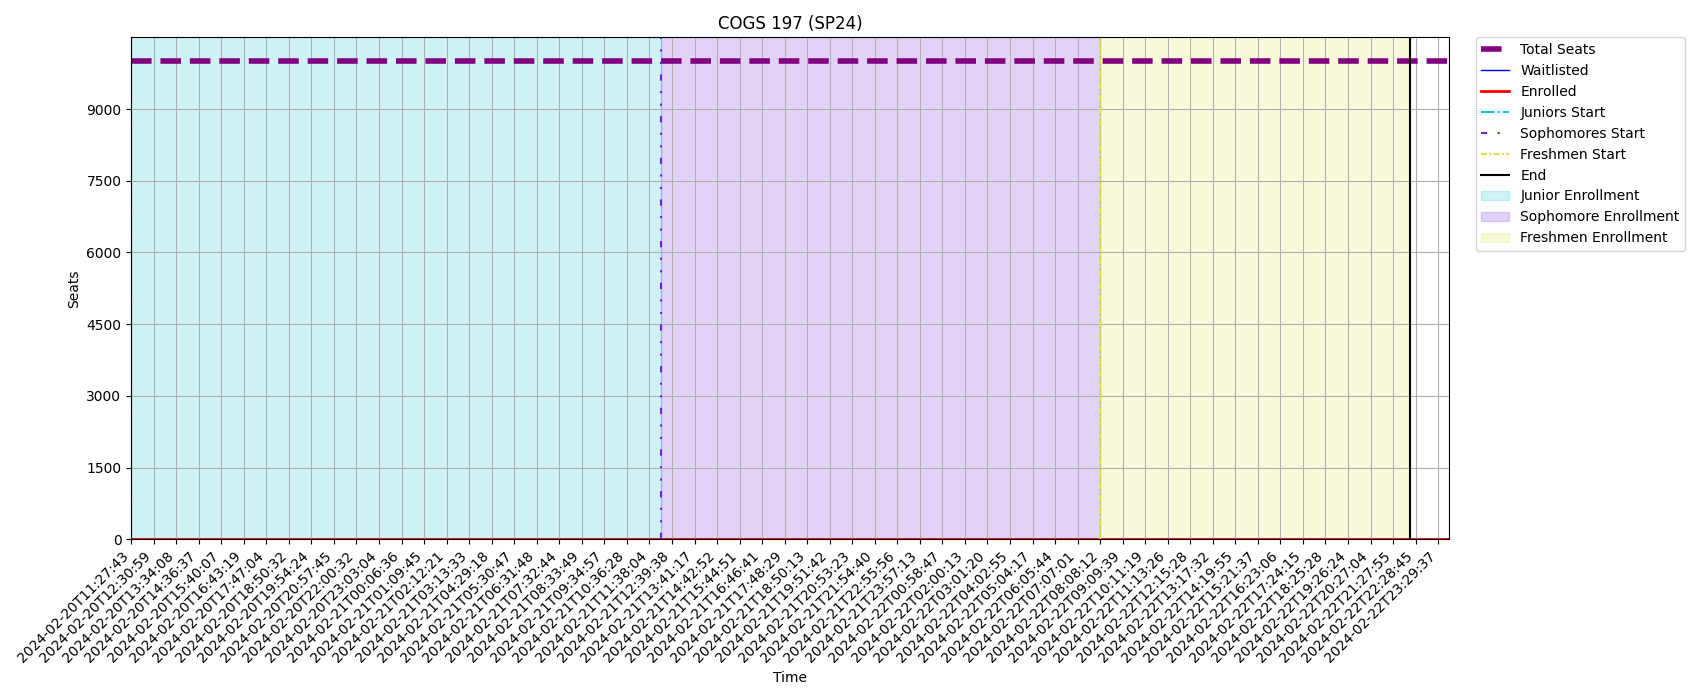 COGS 197 (SP24)
Total Seats
Waitlisted
Enrolled
Juniors Start
Sophomores Start
Freshmen Start
End
Junior Enrollment
Sophomore Enrollment
Freshmen Enrollment
Seats
9000
7500
6000
4500
3000
1500
0
2024-02-20T11:27:43
2024-02-20T12:30:59
2024-02-20T13:34:08
2024-02-20T14:36:37
2024-02-20T15:40:07
2024-02-20T16:43:19
2024-02-20T17:47:04
2024-02-20T18:50:32
2024-02-20T19:54:24
2024-02-20T20:57:45
2024-02-20T22:00:32
2024-02-20T23:03:04
2024-02-21T00:06:36
2024-02-21T01:09:45
2024-02-21T02:12:21
2024-02-21T03:13:33
2024-02-21T04:29:18
2024-02-21T05:30:47
2024-02-21T06:31:48
2024-02-21T07:32:44
2024-02-21T08:33:49
2024-02-21T09:34:57
2024-02-21T10:36:28
2024-02-21T11:38:04
2024-02-21T12:39:38
2024-02-21T13:41:17
2024-02-21T14:42:52
2024-02-21T15:44:51
2024-02-21T16:46:41
2024-02-21T17:48:29
2024-02-21T18:50:13
2024-02-21T19:51:42
2024-02-21T20:53:23
2024-02-21T21:54:40
2024-02-21T22:55:56
2024-02-21T23:57:13
2024-02-22T00:58:47
2024-02-22T02:00:13
2024-02-22T03:01:20
2024-02-22T04:02:55
2024-02-22T05:04:17
2024-02-22T06:05:44
2024-02-22T07:07:01
2024-02-22T08:08:12
2024-02-22T09:09:39
2024-02-22T10:11:19
2024-02-22T11:13:26
2024-02-22T12:15:28
2024-02-22T13:17:32
2024-02-22T14:19:55
2024-02-22T15:21:37
2024-02-22T16:23:06
2024-02-22T17:24:15
2024-02-22T18:25:28
2024-02-22T19:26:24
2024-02-22T20:27:04
2024-02-22T21:27:55
2024-02-22T22:28:45
2024-02-22T23:29:37
Time